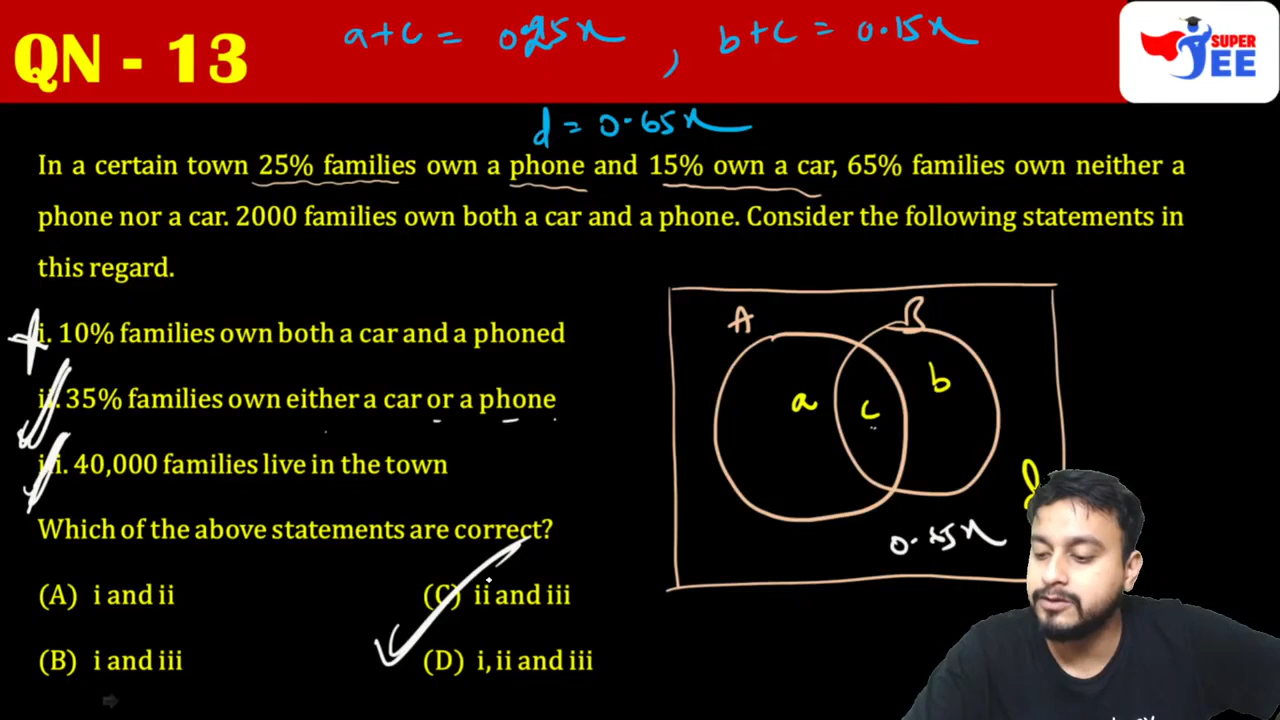 QN - 13
a+c = 0.25x , b+c = 0.15x
SUPER
JEE
d = 0.65x
In a certain town 25% families own a phone and 15% own a car, 65% families own neither a
phone nor a car. 2000 families own both a car and a phone. Consider the following statements in
this regard.
i. 10% families own both a car and a phoned
ii. 35% families own either a car or a phone
iii. 40,000 families live in the town
Which of the above statements are correct?
(A) i and ii
(C) ii and iii
(B) i and iii
(D) i, ii and iii
A B
a c b